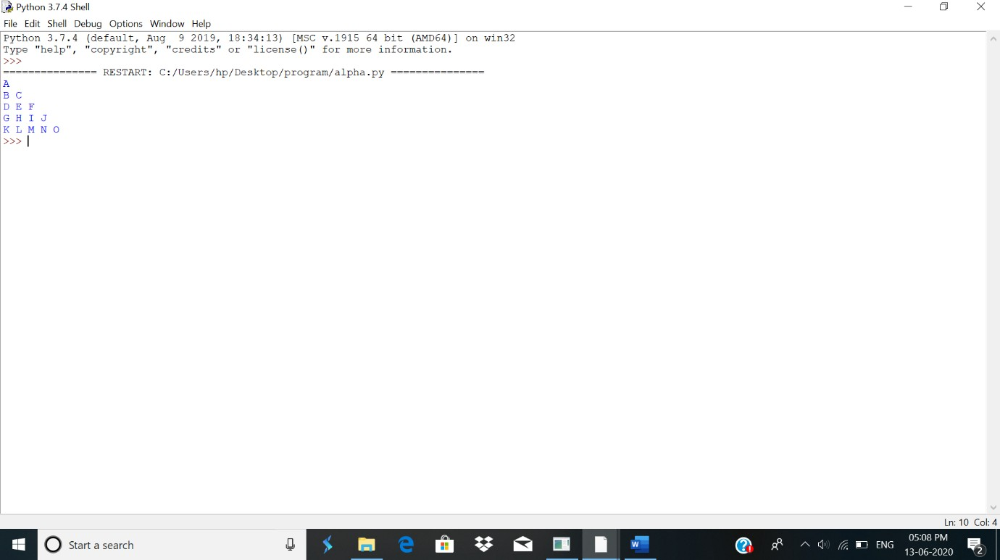 Python 3.7.4 Shell
File Edit Shell Debug Options Window Help
Python 3.7.4 (default, Aug  9 2019, 18:34:13) [MSC v.1915 64 bit (AMD64)] on win32
Type "help", "copyright", "credits" or "license()" for more information.
>>>
=============== RESTART: C:/Users/hp/Desktop/program/alpha.py ===============
A
B C
D E F
G H I J
K L M N O
>>>
Ln: 10 Col: 4
Start a search
W
ENG
05:08 PM
13-06-2020
2